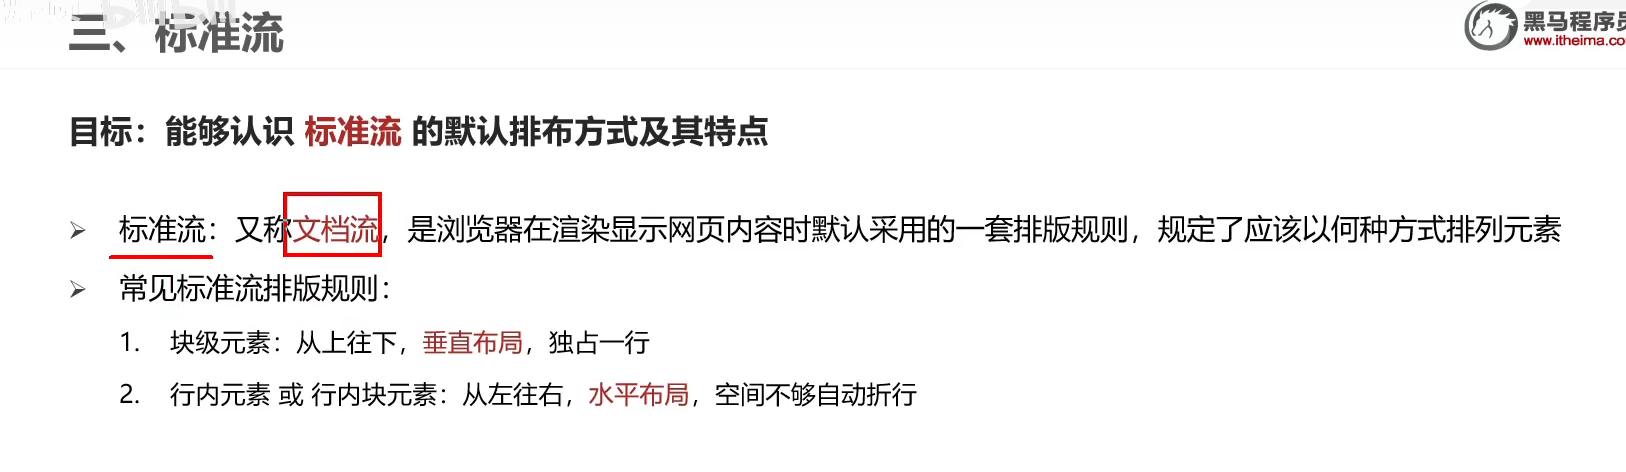 三、标准流
黑马程序员
www.itheima.co
目标：能够认识 标准流 的默认排布方式及其特点
标准流：又称文档流，是浏览器在渲染显示网页内容时默认采用的一套排版规则，规定了应该以何种方式排列元素
常见标准流排版规则：
1. 块级元素：从上往下，垂直布局，独占一行
2. 行内元素 或 行内块元素：从左往右，水平布局，空间不够自动折行